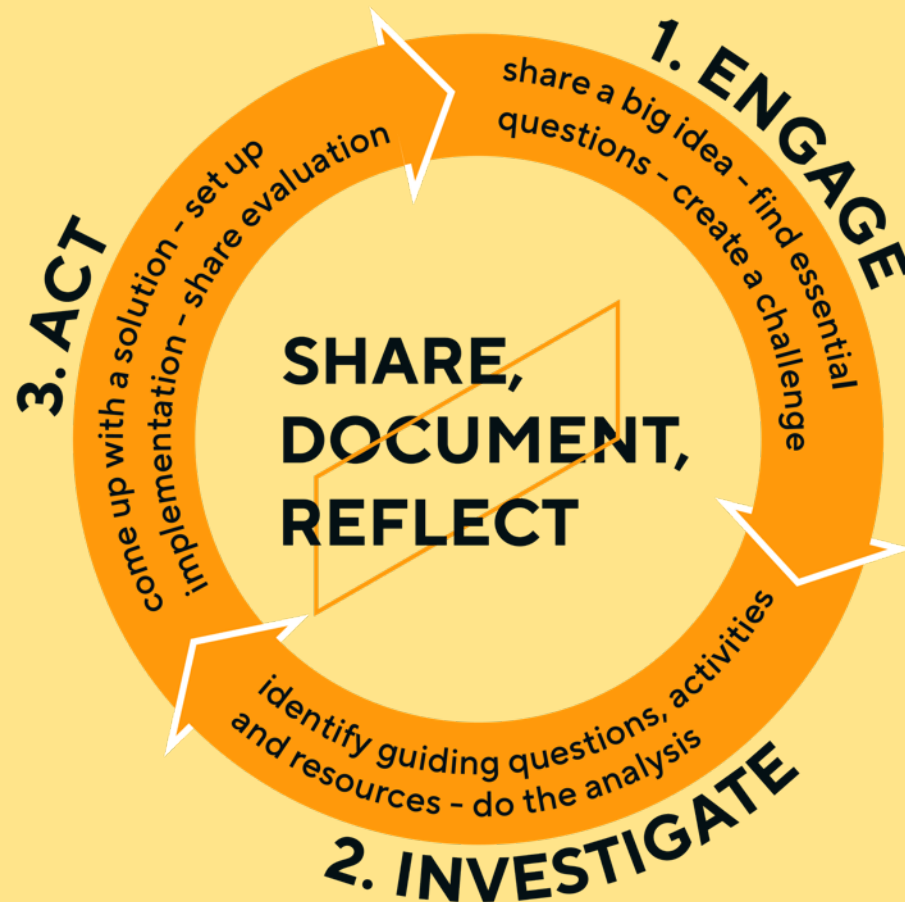 1. ENGAGE
share a big idea - find essential
questions - create a challenge
2. INVESTIGATE
identify guiding questions, activities
and resources - do the analysis
3. ACT
come up with a solution - set up
implementation - share evaluation
SHARE,
DOCUMENT,
REFLECT